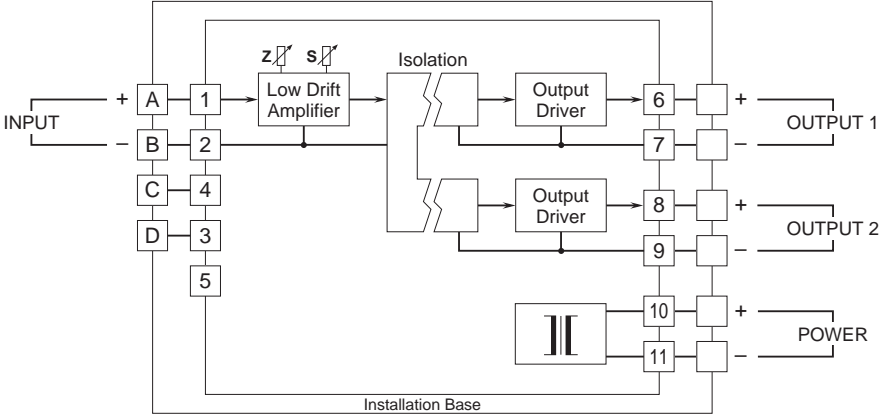 Z S
Isolation
Low Drift
Amplifier
Output
Driver
INPUT
+ A 1
− B 2
C 4
D 3
5
6 +
7 −
OUTPUT 1
Output
Driver
8 +
9 −
OUTPUT 2
10 +
11 −
POWER
Installation Base